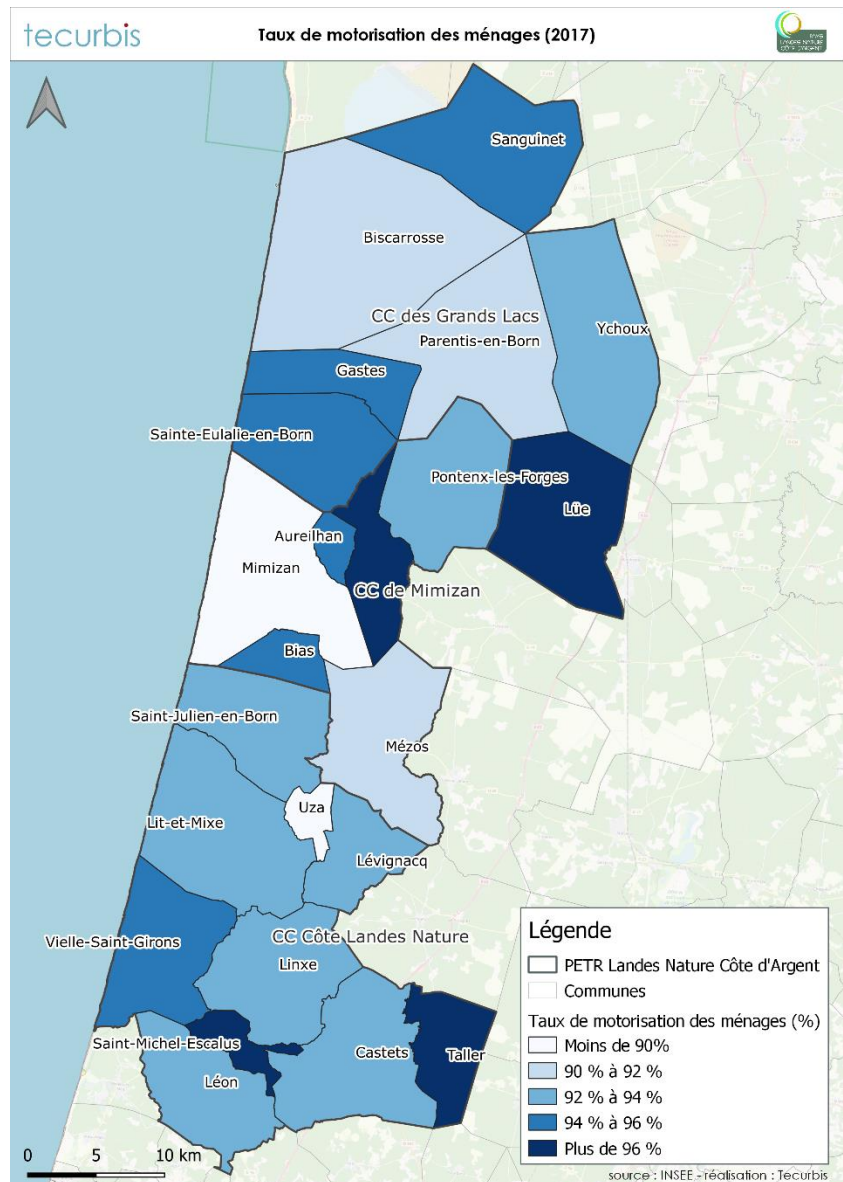 tecurbis
Taux de motorisation des ménages (2017)
LANDES NATURE
CÔTE D'ARGENT
Sanguinet
Biscarrosse
CC des Grands Lacs
Parentis-en-Born
Ychoux
Gastes
Sainte-Eulalie-en-Born
Pontenx-les-Forges
Lüe
Aureilhan
Mimizan
CC de Mimizan
Bias
Saint-Julien-en-Born
Mézos
Uza
Lit-et-Mixe
Lévignacq
Vielle-Saint-Girons
CC Côte Landes Nature
Linxe
Saint-Michel-Escalus
Castets
Taller
Léon
Légende
PETR Landes Nature Côte d'Argent
Communes
Taux de motorisation des ménages (%)
Moins de 90%
90 % à 92 %
92 % à 94 %
94 % à 96 %
Plus de 96 %
0 5 10 km
source : INSEE - réalisation : Tecurbis